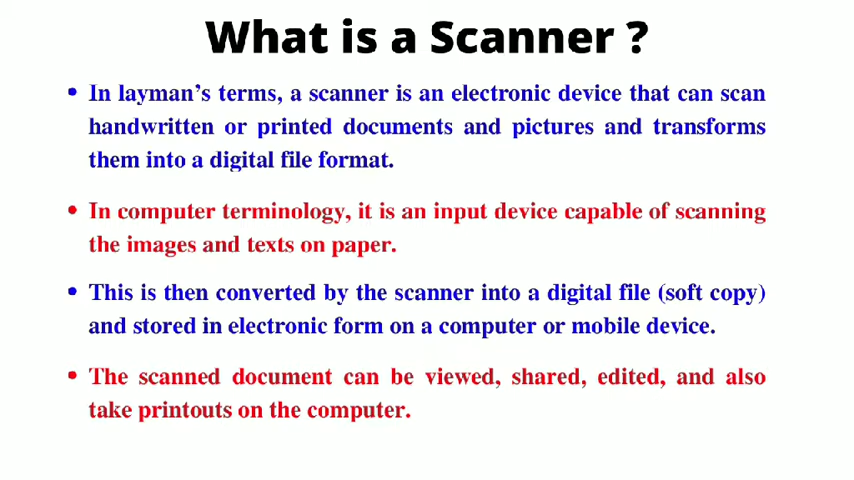 What is a Scanner ?
• In layman's terms, a scanner is an electronic device that can scan
handwritten or printed documents and pictures and transforms
them into a digital file format.
• In computer terminology, it is an input device capable of scanning
the images and texts on paper.
• This is then converted by the scanner into a digital file (soft copy)
and stored in electronic form on a computer or mobile device.
• The scanned document can be viewed, shared, edited, and also
take printouts on the computer.